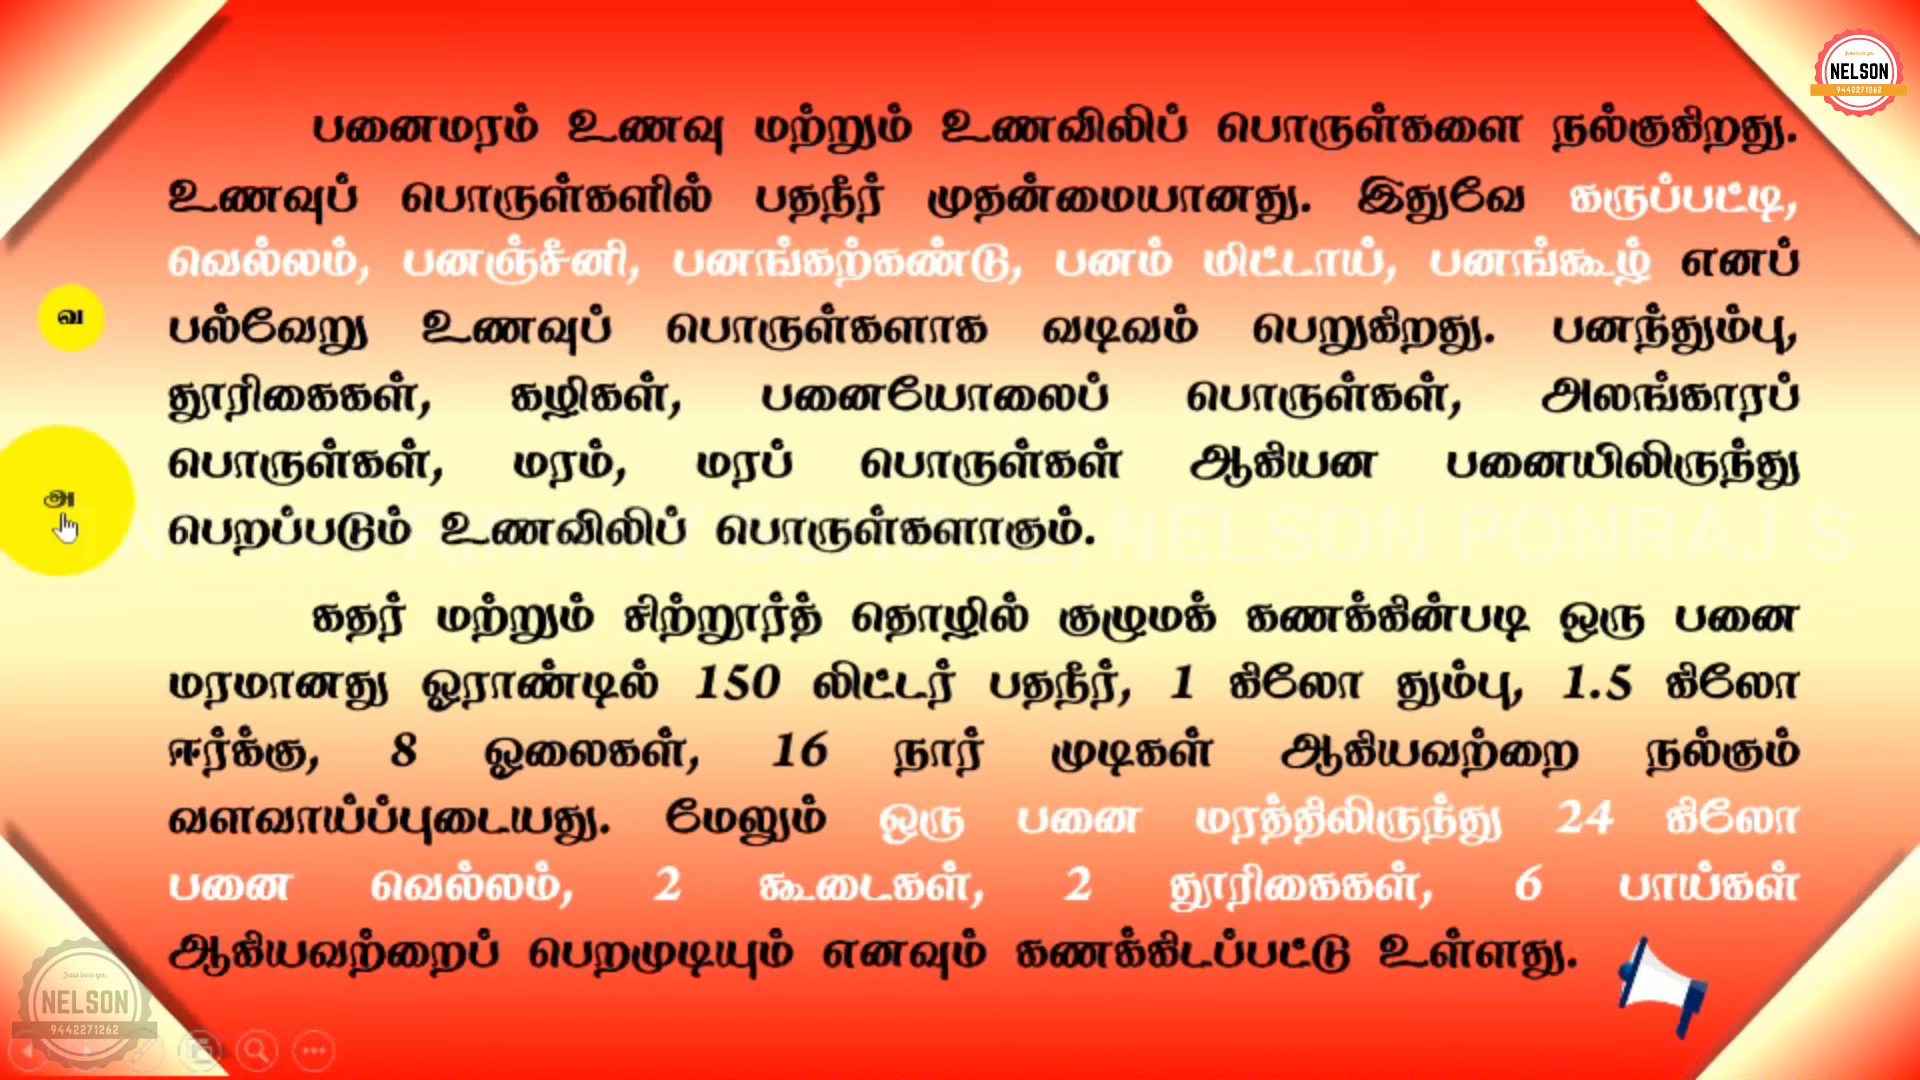 NELSON
9442271262
பனைமரம் உணவு மற்றும் உணவிலிப் பொருள்களை நல்குகிறது.
உணவுப் பொருள்களில் பதநீர் முதன்மையானது. இதுவே கருப்பட்டி,
வெல்லம், பனஞ்சீனி, பனங்கற்கண்டு, பனம் மிட்டாய், பனங்கூழ் எனப்
வ
பல்வேறு உணவுப் பொருள்களாக வடிவம் பெறுகிறது. பனந்தும்பு,
தூரிகைகள், கழிகள், பனையோலைப் பொருள்கள், அலங்காரப்
பொருள்கள், மரம், மரப் பொருள்கள் ஆகியன பனையிலிருந்து
அ
பெறப்படும் உணவிலிப் பொருள்களாகும்.
NELSON PONRAJ S
கதர் மற்றும் சிற்றூர்த் தொழில் குழுமக் கணக்கின்படி ஒரு பனை
மரமானது ஓராண்டில் 150 லிட்டர் பதநீர், 1 கிலோ தும்பு, 1.5 கிலோ
ஈர்க்கு, 8 ஓலைகள், 16 நார் முடிகள் ஆகியவற்றை நல்கும்
வளவாய்ப்புடையது. மேலும் ஒரு பனை மரத்திலிருந்து 24 கிலோ
பனை வெல்லம், 2 கூடைகள், 2 தூரிகைகள், 6 பாய்கள்
ஆகியவற்றைப் பெறமுடியும் எனவும் கணக்கிடப்பட்டு உள்ளது.
NELSON
9442271262